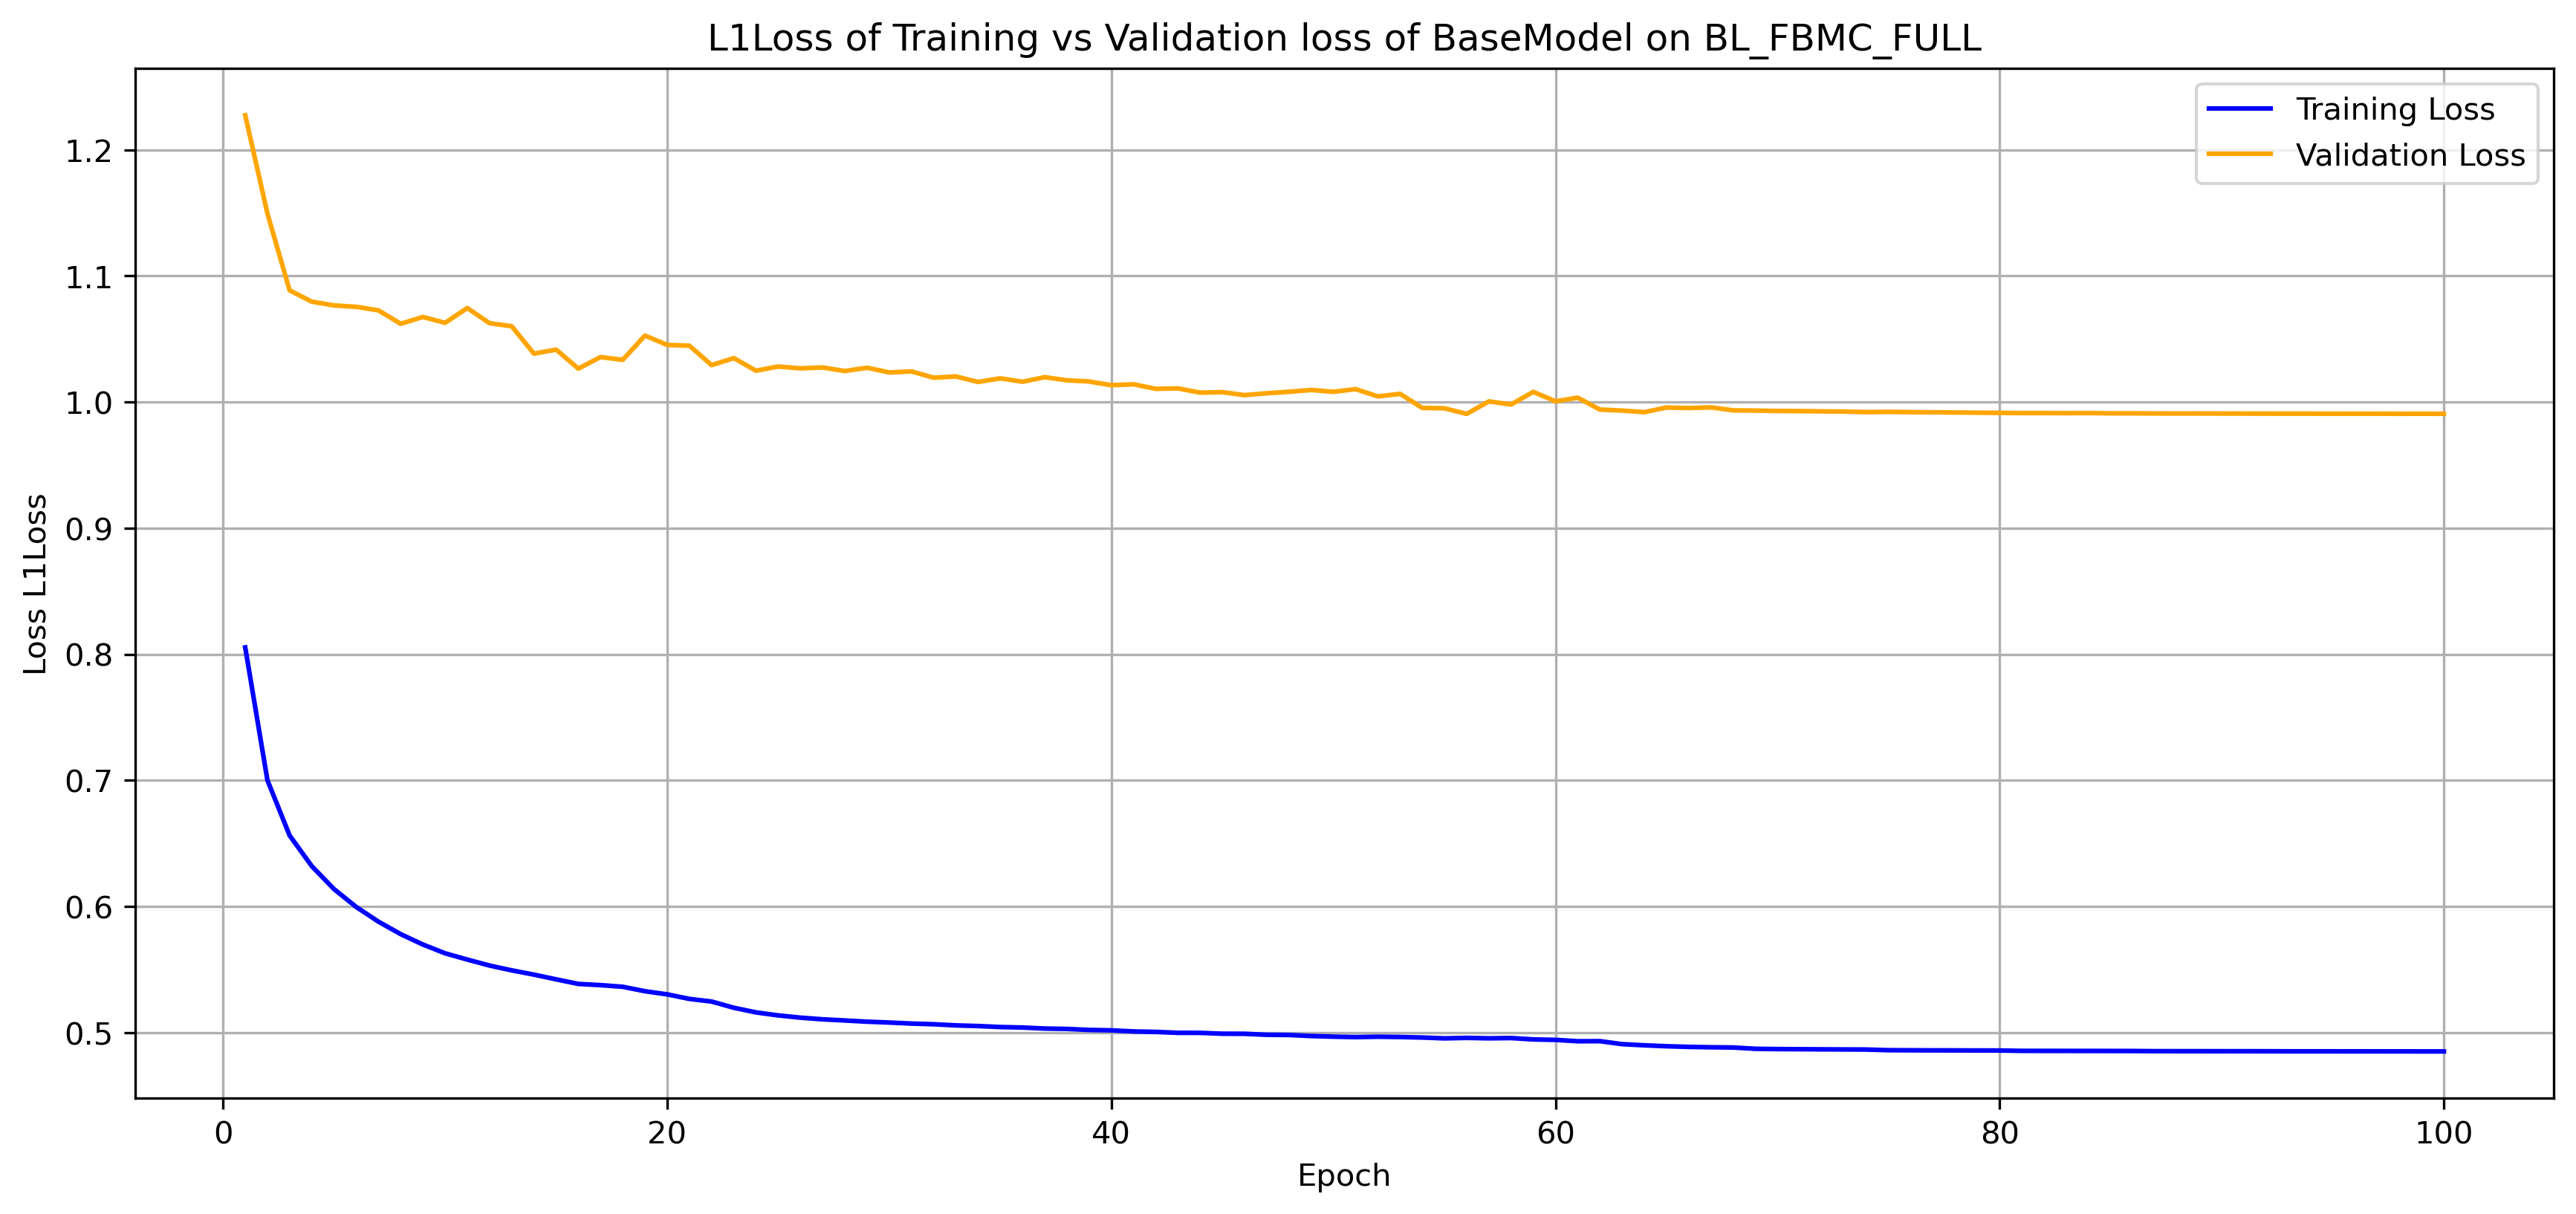 L1Loss of Training vs Validation loss of BaseModel on BL_FBMC_FULL
Training Loss
Validation Loss
Loss L1Loss
1.2
1.1
1.0
0.9
0.8
0.7
0.6
0.5
0 20 40 60 80 100
Epoch